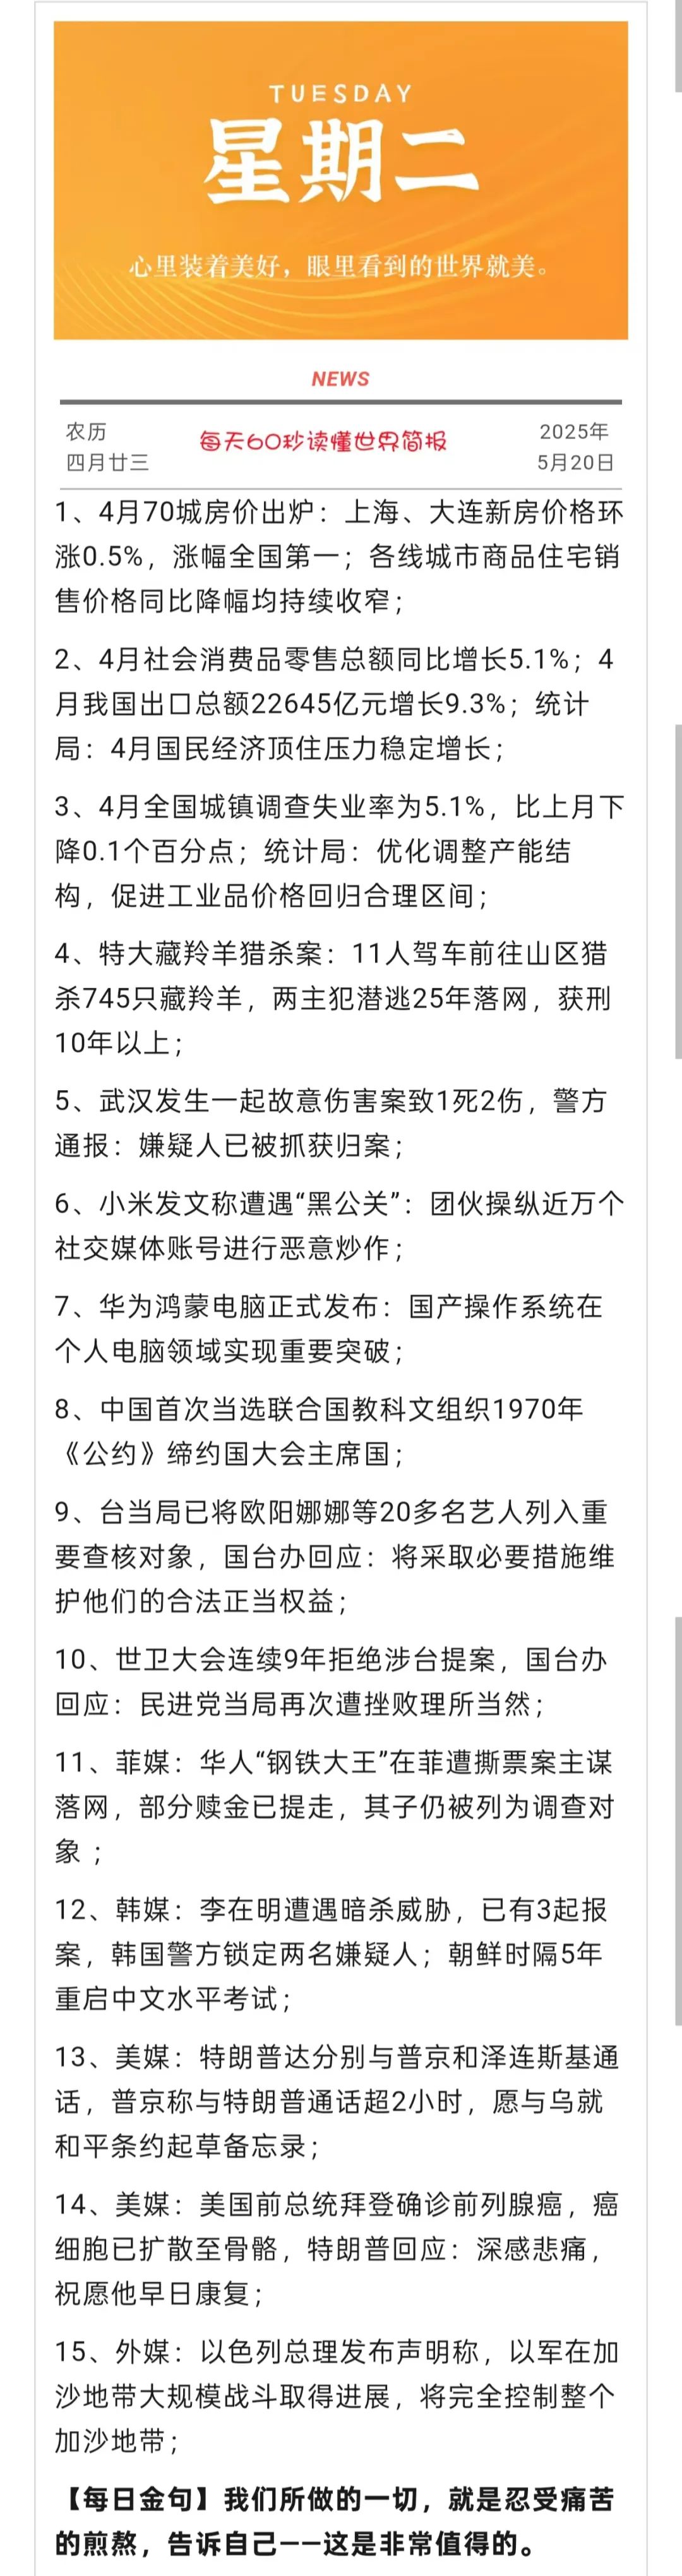 TUESDAY
星期二
心里装着美好，眼里看到的世界就美。
NEWS
农历
四月廿三
每天60秒读懂世界简报
2025年
5月20日
1、4月70城房价出炉：上海、大连新房价格环
涨0.5%，涨幅全国第一；各线城市商品住宅销
售价格同比降幅均持续收窄；
2、4月社会消费品零售总额同比增长5.1%；4
月我国出口总额22645亿元增长9.3%；统计
局：4月国民经济顶住压力稳定增长；
3、4月全国城镇调查失业率为5.1%，比上月下
降0.1个百分点；统计局：优化调整产能结
构，促进工业品价格回归合理区间；
4、特大藏羚羊猎杀案：11人驾车前往山区猎
杀745只藏羚羊，两主犯潜逃25年落网，获刑
10年以上；
5、武汉发生一起故意伤害案致1死2伤，警方
通报：嫌疑人已被抓获归案；
6、小米发文称遭遇“黑公关”：团伙操纵近万个
社交媒体账号进行恶意炒作；
7、华为鸿蒙电脑正式发布：国产操作系统在
个人电脑领域实现重要突破；
8、中国首次当选联合国教科文组织1970年
《公约》缔约国大会主席国；
9、台当局已将欧阳娜娜等20多名艺人列入重
要查核对象，国台办回应：将采取必要措施维
护他们的合法正当权益；
10、世卫大会连续9年拒绝涉台提案，国台办
回应：民进党当局再次遭挫败理所当然；
11、菲媒：华人“钢铁大王”在菲遭撕票案主谋
落网，部分赎金已提走，其子仍被列为调查对
象；
12、韩媒：李在明遭遇暗杀威胁，已有3起报
案，韩国警方锁定两名嫌疑人；朝鲜时隔5年
重启中文水平考试；
13、美媒：特朗普达分别与普京和泽连斯基通
话，普京称与特朗普通话超2小时，愿与乌就
和平条约起草备忘录；
14、美媒：美国前总统拜登确诊前列腺癌，癌
细胞已扩散至骨骼，特朗普回应：深感悲痛，
祝愿他早日康复；
15、外媒：以色列总理发布声明称，以军在加
沙地带大规模战斗取得进展，将完全控制整个
加沙地带；
【每日金句】我们所做的一切，就是忍受痛苦
的煎熬，告诉自己——这是非常值得的。